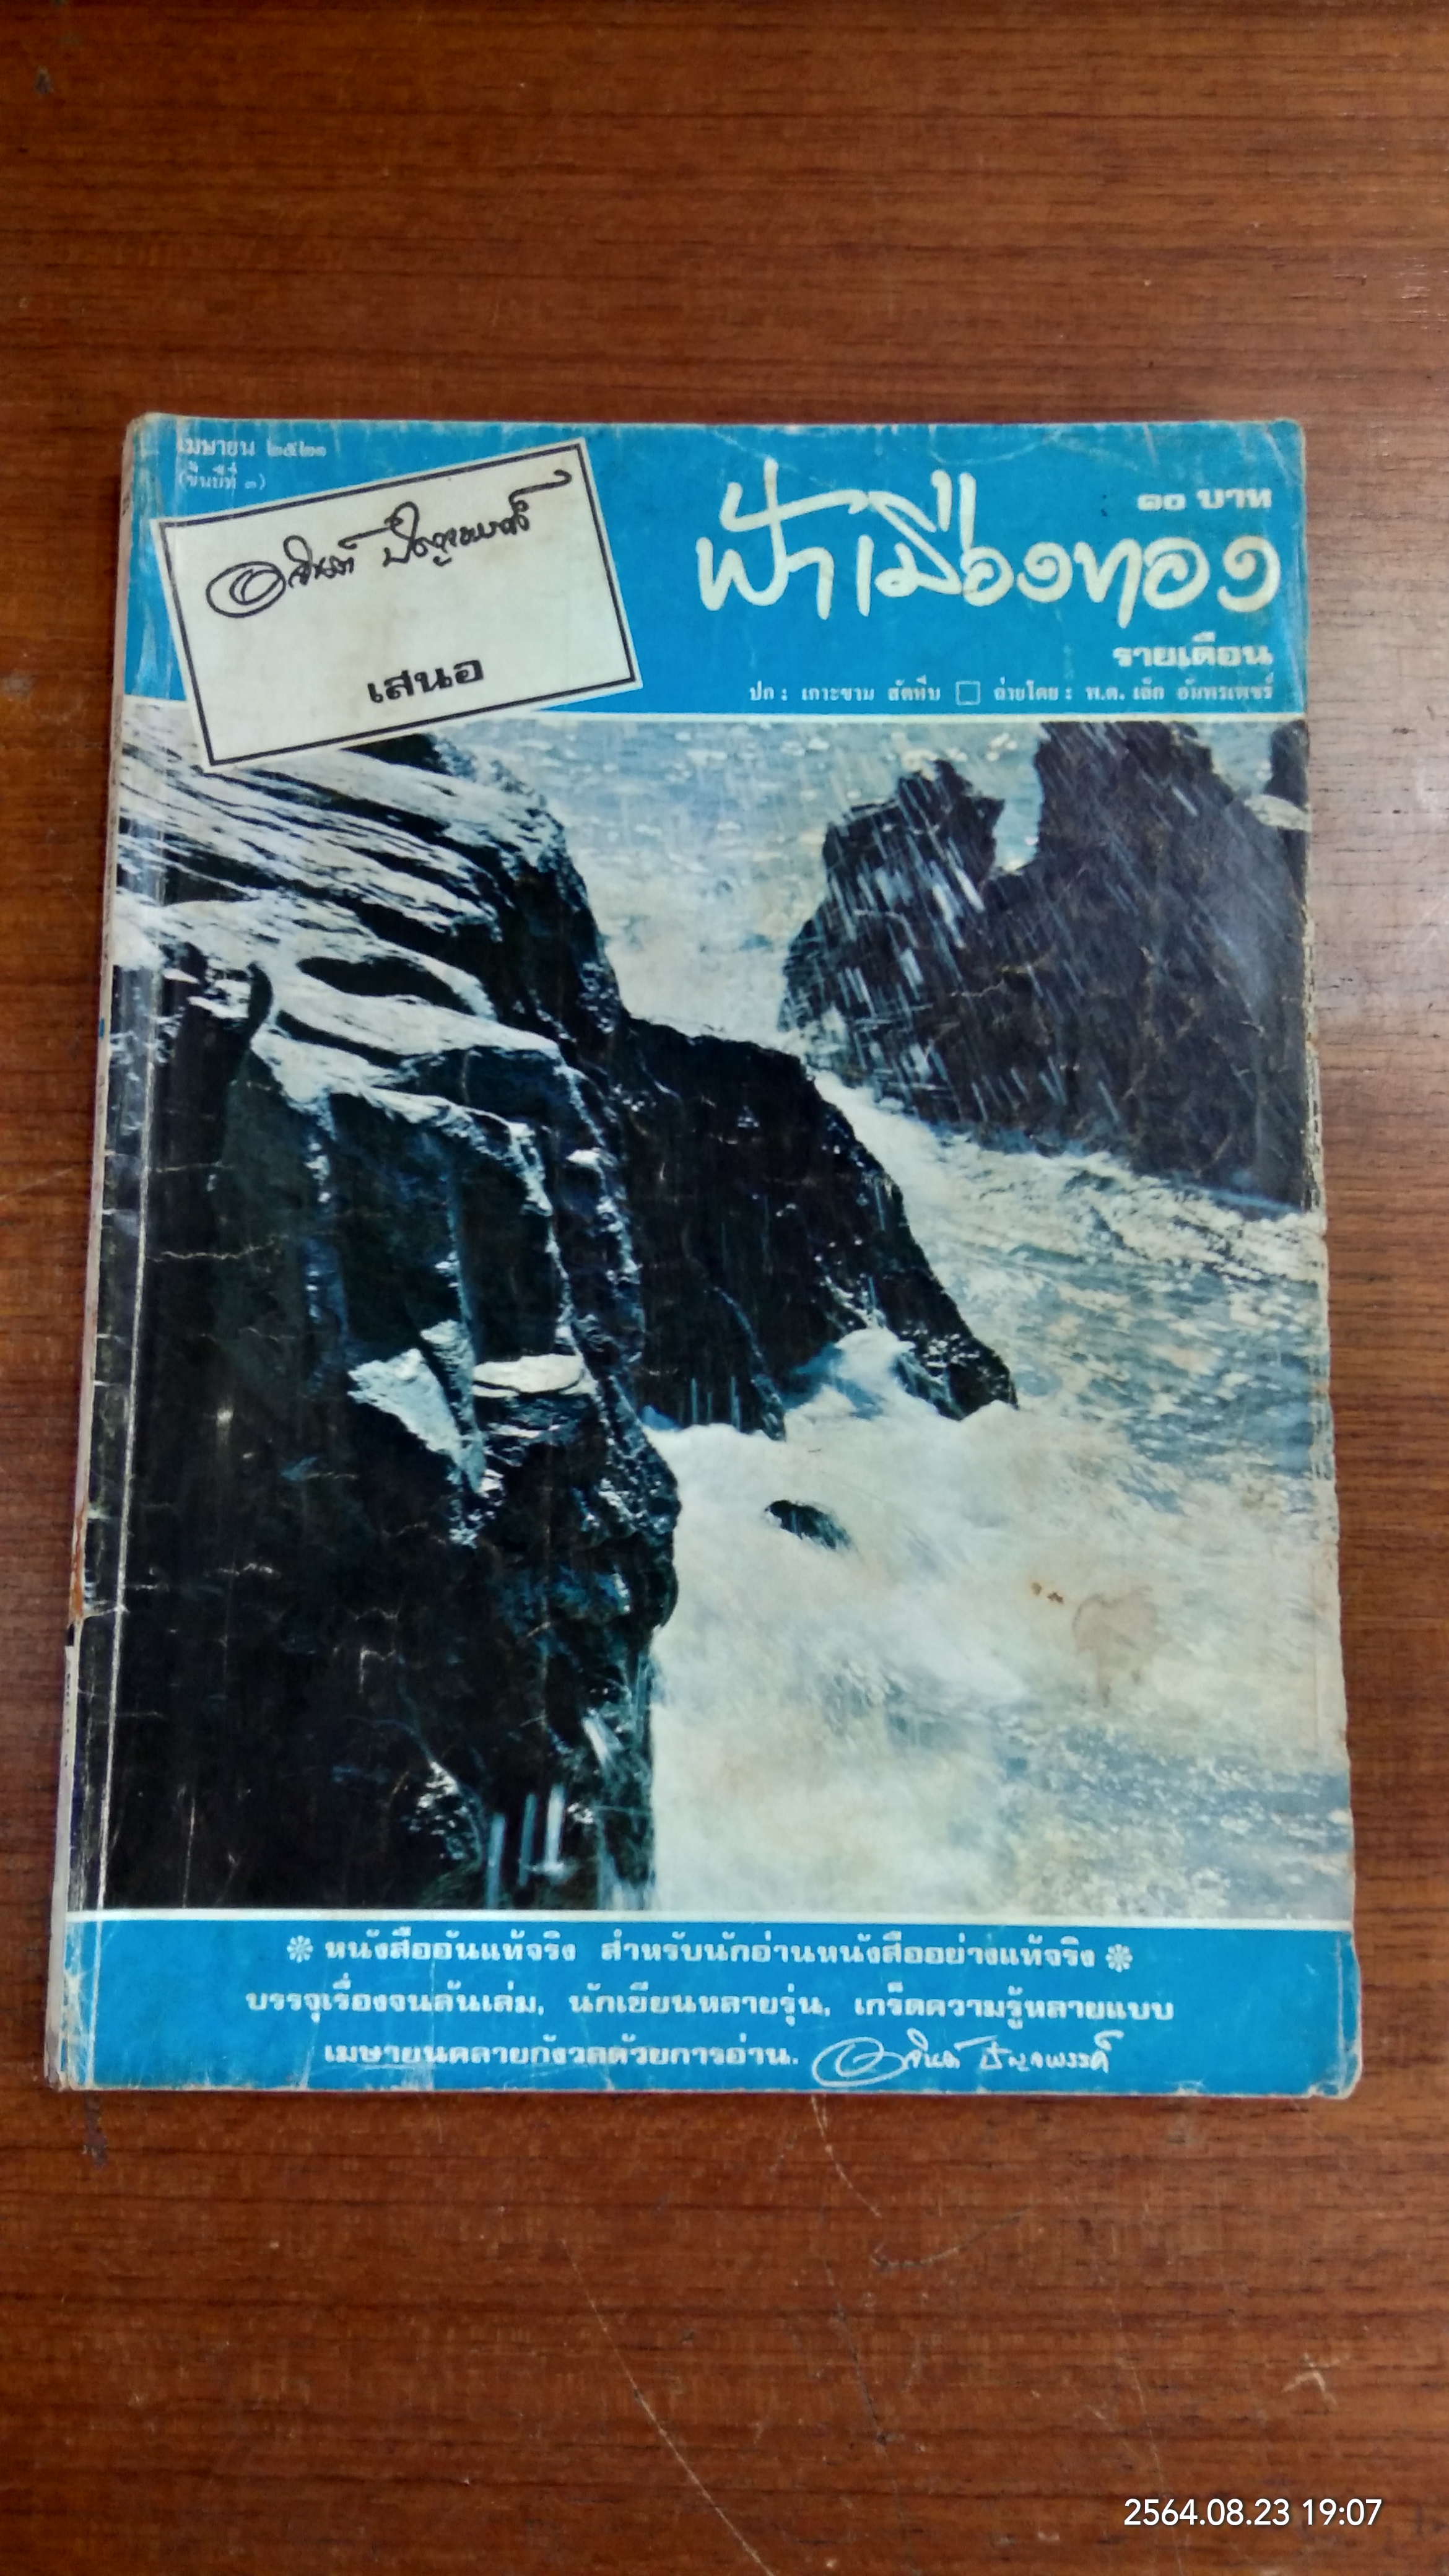 เมษายน ๒๕๒๑
(ขึ้นปีที่ ๓)
อาจินต์ ปัญจพรรค์
เสนอ
๑๐ บาท
ฟ้าเมืองทอง
รายเดือน
ปก : เกาะขาม สัตหีบ □ ถ่ายโดย : พ.ต. เล็ก อัมพรเพชร์
❊ หนังสืออันแท้จริง สำหรับนักอ่านหนังสืออย่างแท้จริง ❊
บรรจุเรื่องจนล้นเล่ม, นักเขียนหลายรุ่น, เกร็ดความรู้หลายแบบ
เมษายนคลายกังวลด้วยการอ่าน. อาจินต์ ปัญจพรรค์
2564.08.23 19:07